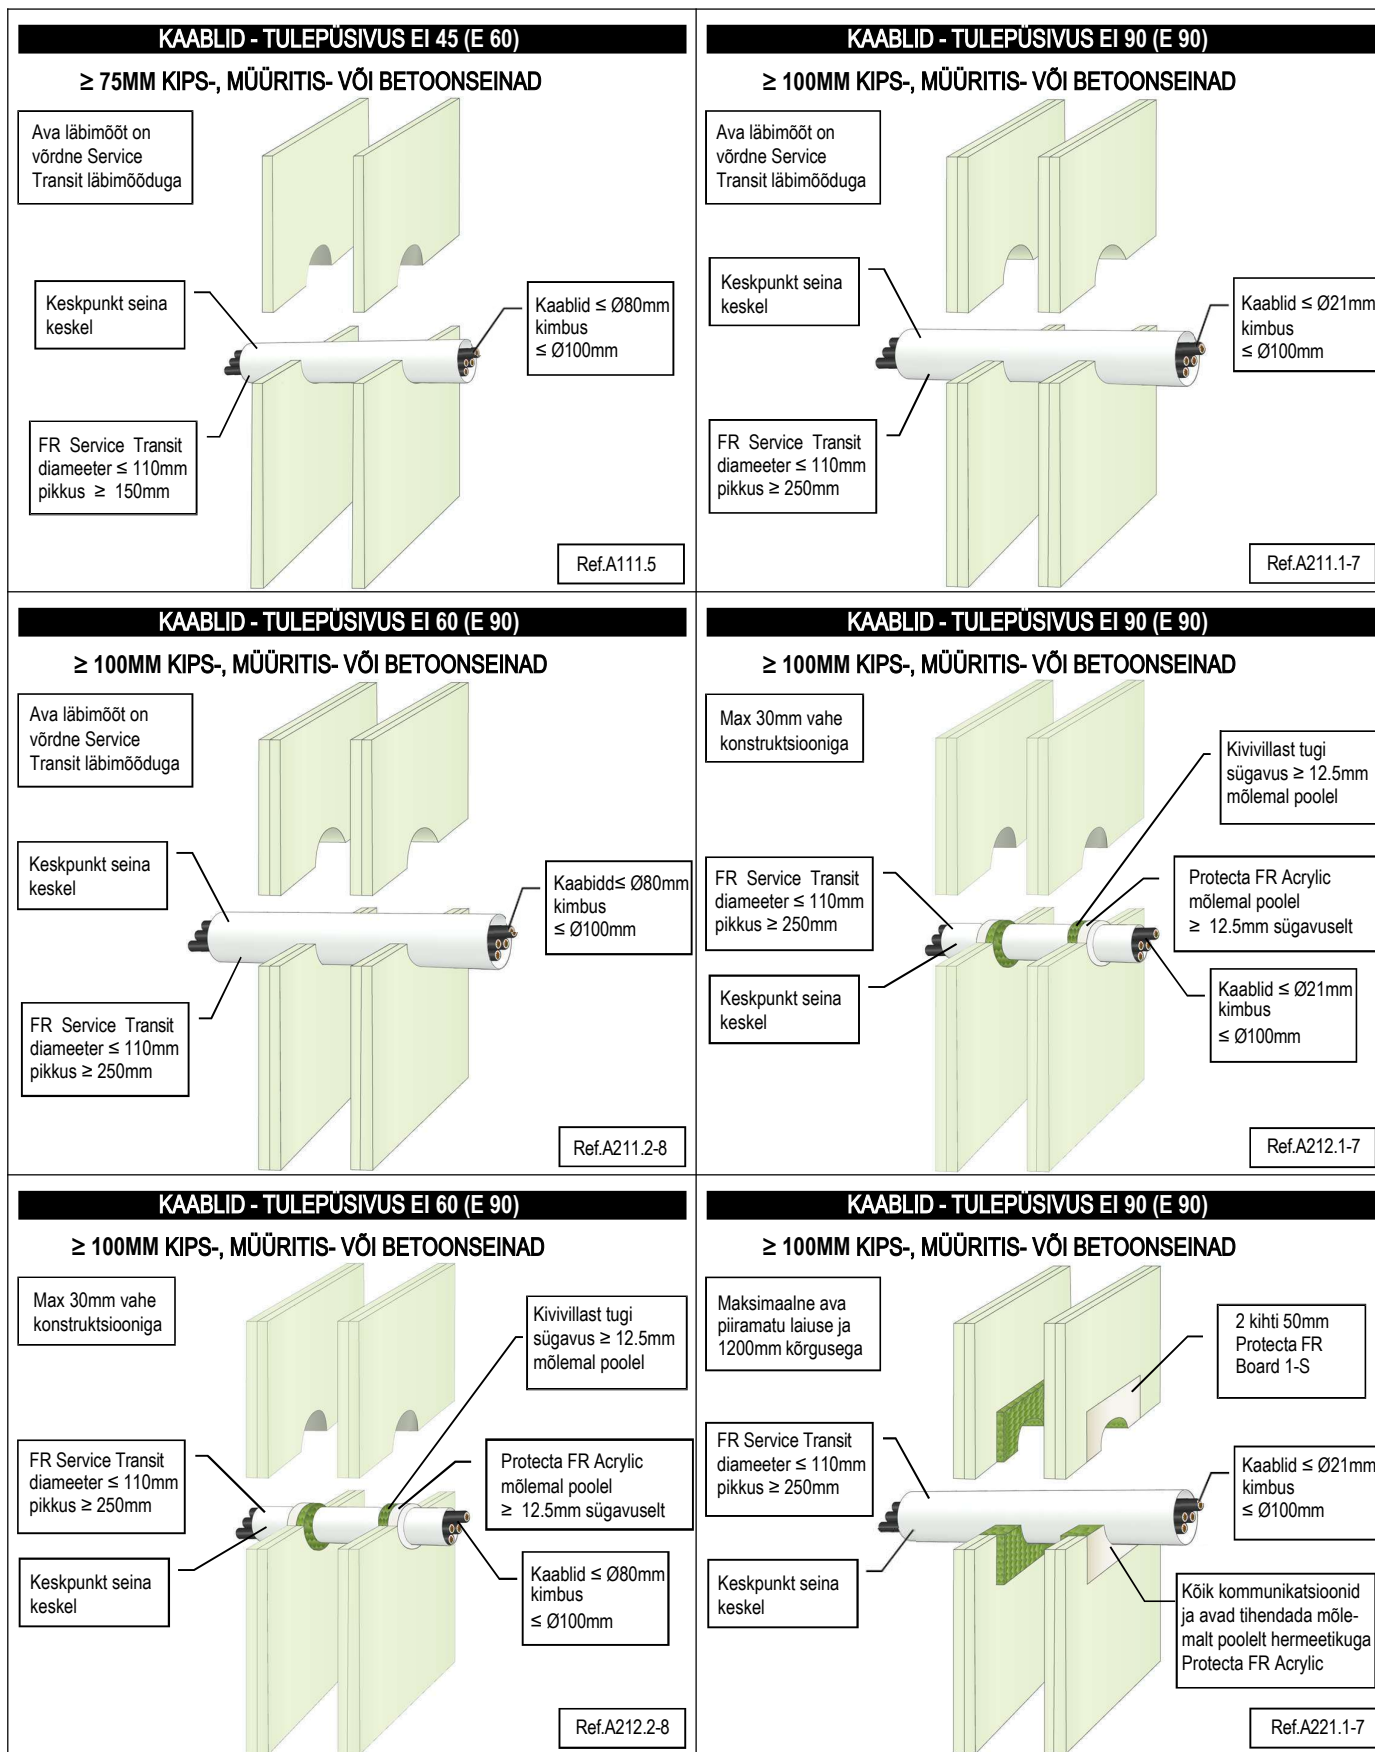 KAABLID - TULEPÜSIVUS EI 45 (E 60)
≥ 75MM KIPS-, MÜÜRITIS- VÕI BETOONSEINAD
Ava läbimõõt on
võrdne Service
Transit läbimõõduga
Keskpunkt seina
keskel
Kaablid ≤ Ø80mm
kimbus
≤ Ø100mm
FR Service Transit
diameeter ≤ 110mm
pikkus ≥ 150mm
Ref.A111.5
KAABLID - TULEPÜSIVUS EI 90 (E 90)
≥ 100MM KIPS-, MÜÜRITIS- VÕI BETOONSEINAD
Ava läbimõõt on
võrdne Service
Transit läbimõõduga
Keskpunkt seina
keskel
Kaablid ≤ Ø21mm
kimbus
≤ Ø100mm
FR Service Transit
diameeter ≤ 110mm
pikkus ≥ 250mm
Ref.A211.1-7
KAABLID - TULEPÜSIVUS EI 60 (E 90)
≥ 100MM KIPS-, MÜÜRITIS- VÕI BETOONSEINAD
Ava läbimõõt on
võrdne Service
Transit läbimõõduga
Keskpunkt seina
keskel
Kaabidd≤ Ø80mm
kimbus
≤ Ø100mm
FR Service Transit
diameeter ≤ 110mm
pikkus ≥ 250mm
Ref.A211.2-8
KAABLID - TULEPÜSIVUS EI 90 (E 90)
≥ 100MM KIPS-, MÜÜRITIS- VÕI BETOONSEINAD
Max 30mm vahe
konstruktsiooniga
Kivivillast tugi
sügavus ≥ 12.5mm
mõlemal poolel
FR Service Transit
diameeter ≤ 110mm
pikkus ≥ 250mm
Protecta FR Acrylic
mõlemal poolel
≥ 12.5mm sügavuselt
Keskpunkt seina
keskel
Kaablid ≤ Ø21mm
kimbus
≤ Ø100mm
Ref.A212.1-7
KAABLID - TULEPÜSIVUS EI 60 (E 90)
≥ 100MM KIPS-, MÜÜRITIS- VÕI BETOONSEINAD
Max 30mm vahe
konstruktsiooniga
Kivivillast tugi
sügavus ≥ 12.5mm
mõlemal poolel
FR Service Transit
diameeter ≤ 110mm
pikkus ≥ 250mm
Protecta FR Acrylic
mõlemal poolel
≥ 12.5mm sügavuselt
Keskpunkt seina
keskel
Kaablid ≤ Ø80mm
kimbus
≤ Ø100mm
Ref.A212.2-8
KAABLID - TULEPÜSIVUS EI 90 (E 90)
≥ 100MM KIPS-, MÜÜRITIS- VÕI BETOONSEINAD
Maksimaalne ava
piiramatu laiuse ja
1200mm kõrgusega
2 kihti 50mm
Protecta FR
Board 1-S
FR Service Transit
diameeter ≤ 110mm
pikkus ≥ 250mm
Kaablid ≤ Ø21mm
kimbus
≤ Ø100mm
Keskpunkt seina
keskel
Kõik kommunikatsioonid
ja avad tihendada mõle-
malt poolelt hermeetikuga
Protecta FR Acrylic
Ref.A221.1-7